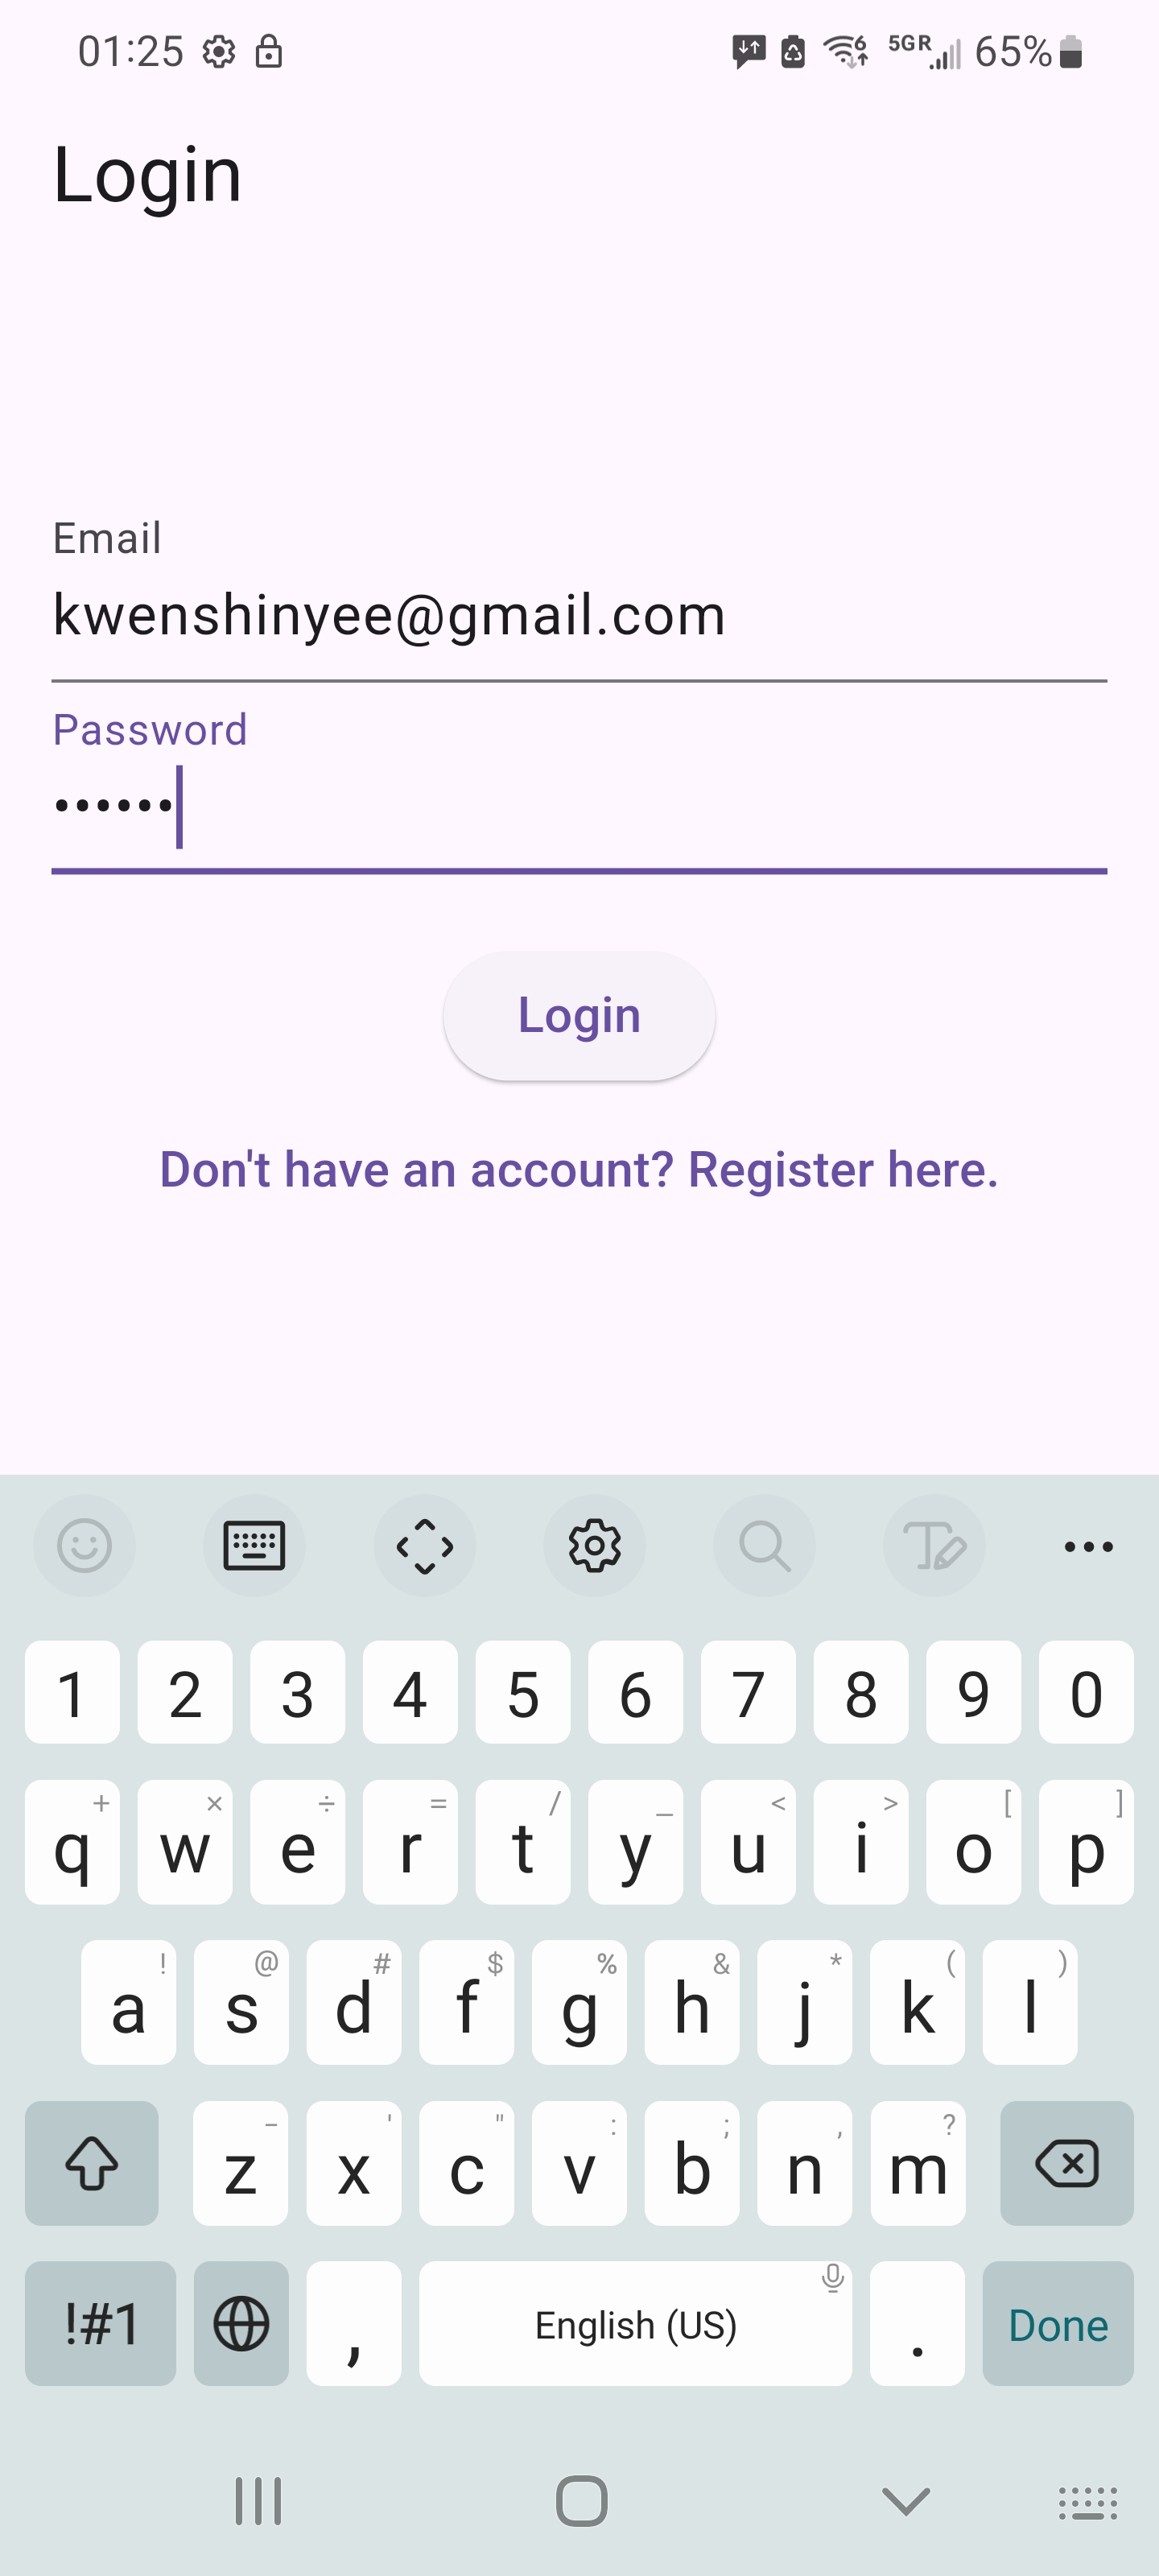 01:25 6 5GR 65%
Login
Email
kwenshinyee@gmail.com
Password
••••••
Login
Don't have an account? Register here.
1 2 3 4 5 6 7 8 9 0
+ × ÷ = / _ < > [ ]
q w e r t y u i o p
! @ # $ % & * ( )
a s d f g h j k l
- ' " : ; , ?
z x c v b n m
!#1 , English (US) . Done